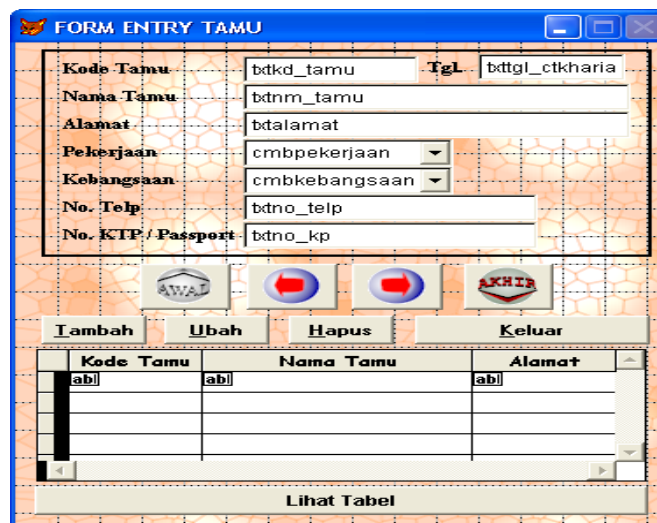 FORM ENTRY TAMU
Kode Tamu txtkd_tamu Tgl. txttgl_ctkharia
Nama Tamu txtnm_tamu
Alamat txtalamat
Pekerjaan cmbpekerjaan
Kebangsaan cmbkebangsaan
No. Telp txtno_telp
No. KTP / Passport txtno_kp
AWAL AKHIR
Tambah Ubah Hapus Keluar
Kode Tamu Nama Tamu Alamat
abl abl abl
Lihat Tabel